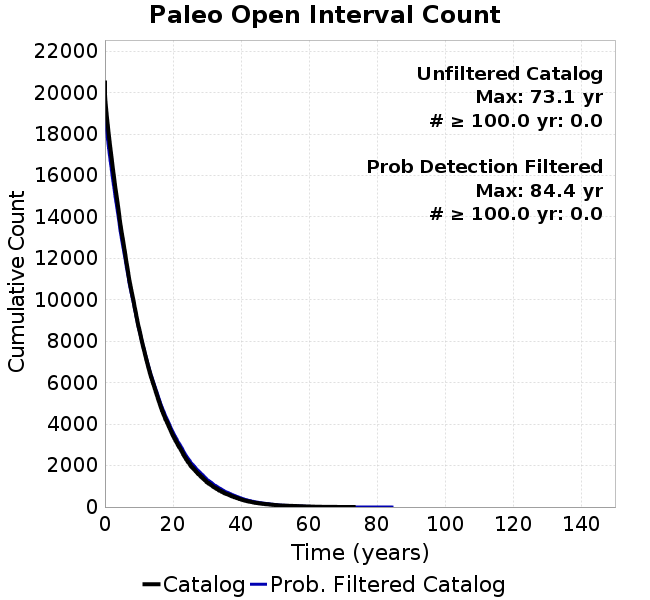 Paleo Open Interval Count
Unfiltered Catalog
Max: 73.1 yr
# ≥ 100.0 yr: 0.0
Prob Detection Filtered
Max: 84.4 yr
# ≥ 100.0 yr: 0.0
Cumulative Count
22000
20000
18000
16000
14000
12000
10000
8000
6000
4000
2000
0
0 20 40 60 80 100 120 140
Time (years)
Catalog Prob. Filtered Catalog